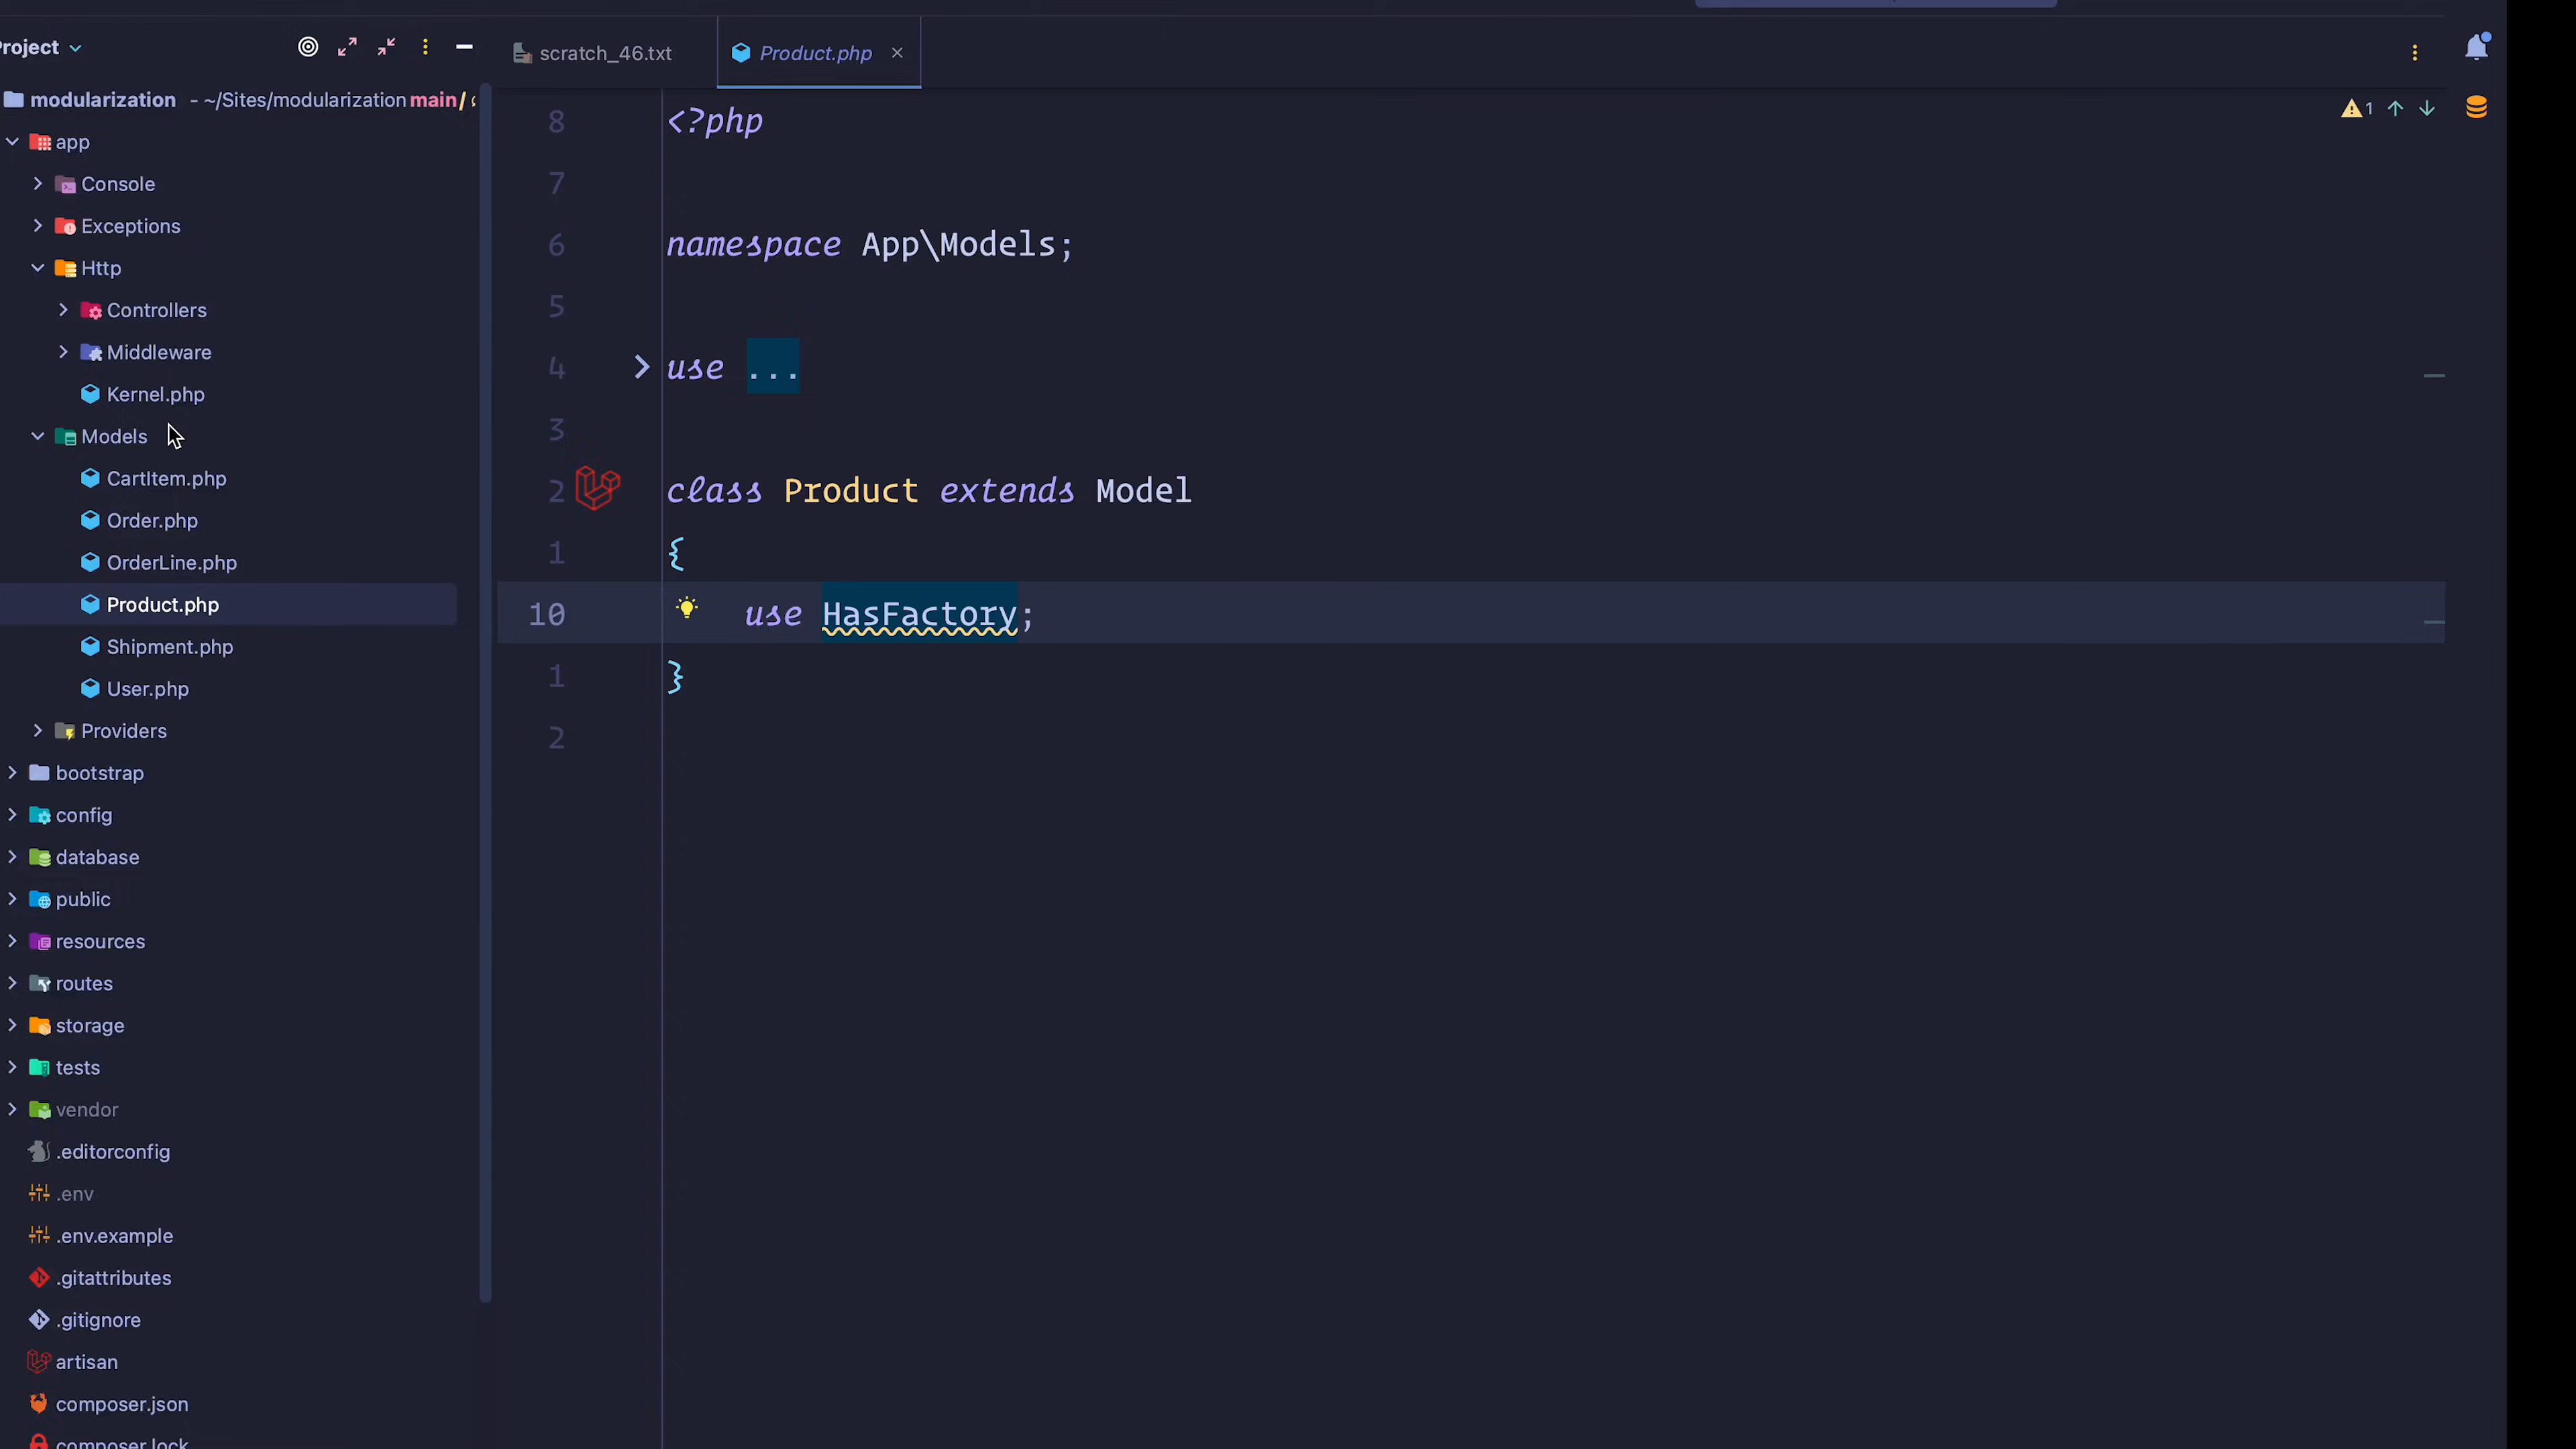 Project
scratch_46.txt
Product.php
modularization - ~/Sites/modularization main /
app
Console
Exceptions
Http
Controllers
Middleware
Kernel.php
Models
CartItem.php
Order.php
OrderLine.php
Product.php
Shipment.php
User.php
Providers
bootstrap
config
database
public
resources
routes
storage
tests
vendor
.editorconfig
.env
.env.example
.gitattributes
.gitignore
artisan
composer.json
composer.lock
1
8 <?php
7
6 namespace App\Models;
5
4 use ...
3
2 class Product extends Model
1 {
10 use HasFactory;
1 }
2